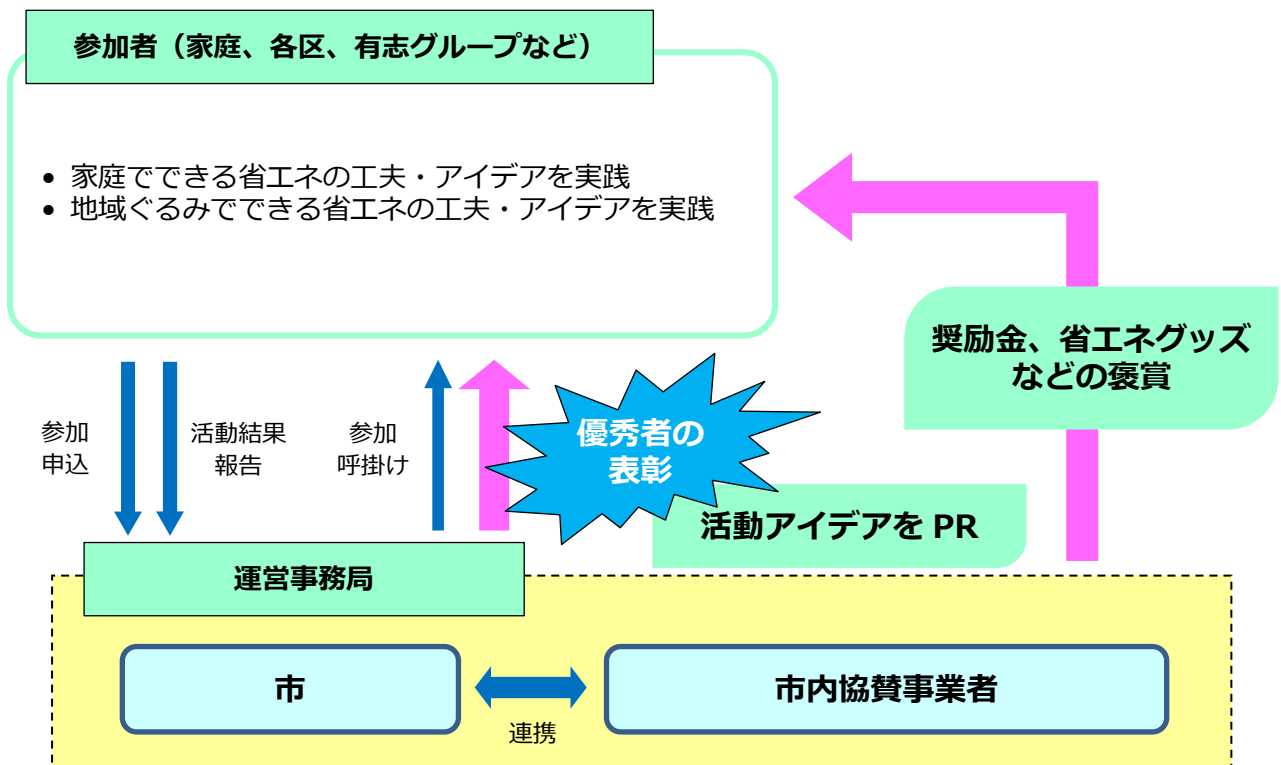 参加者（家庭、各区、有志グループなど）
• 家庭でできる省エネの工夫・アイデアを実践
• 地域ぐるみでできる省エネの工夫・アイデアを実践
奨励金、省エネグッズ
などの褒賞
参加
申込
活動結果
報告
参加
呼掛け
優秀者の
表彰
活動アイデアを PR
運営事務局
市
市内協賛事業者
連携